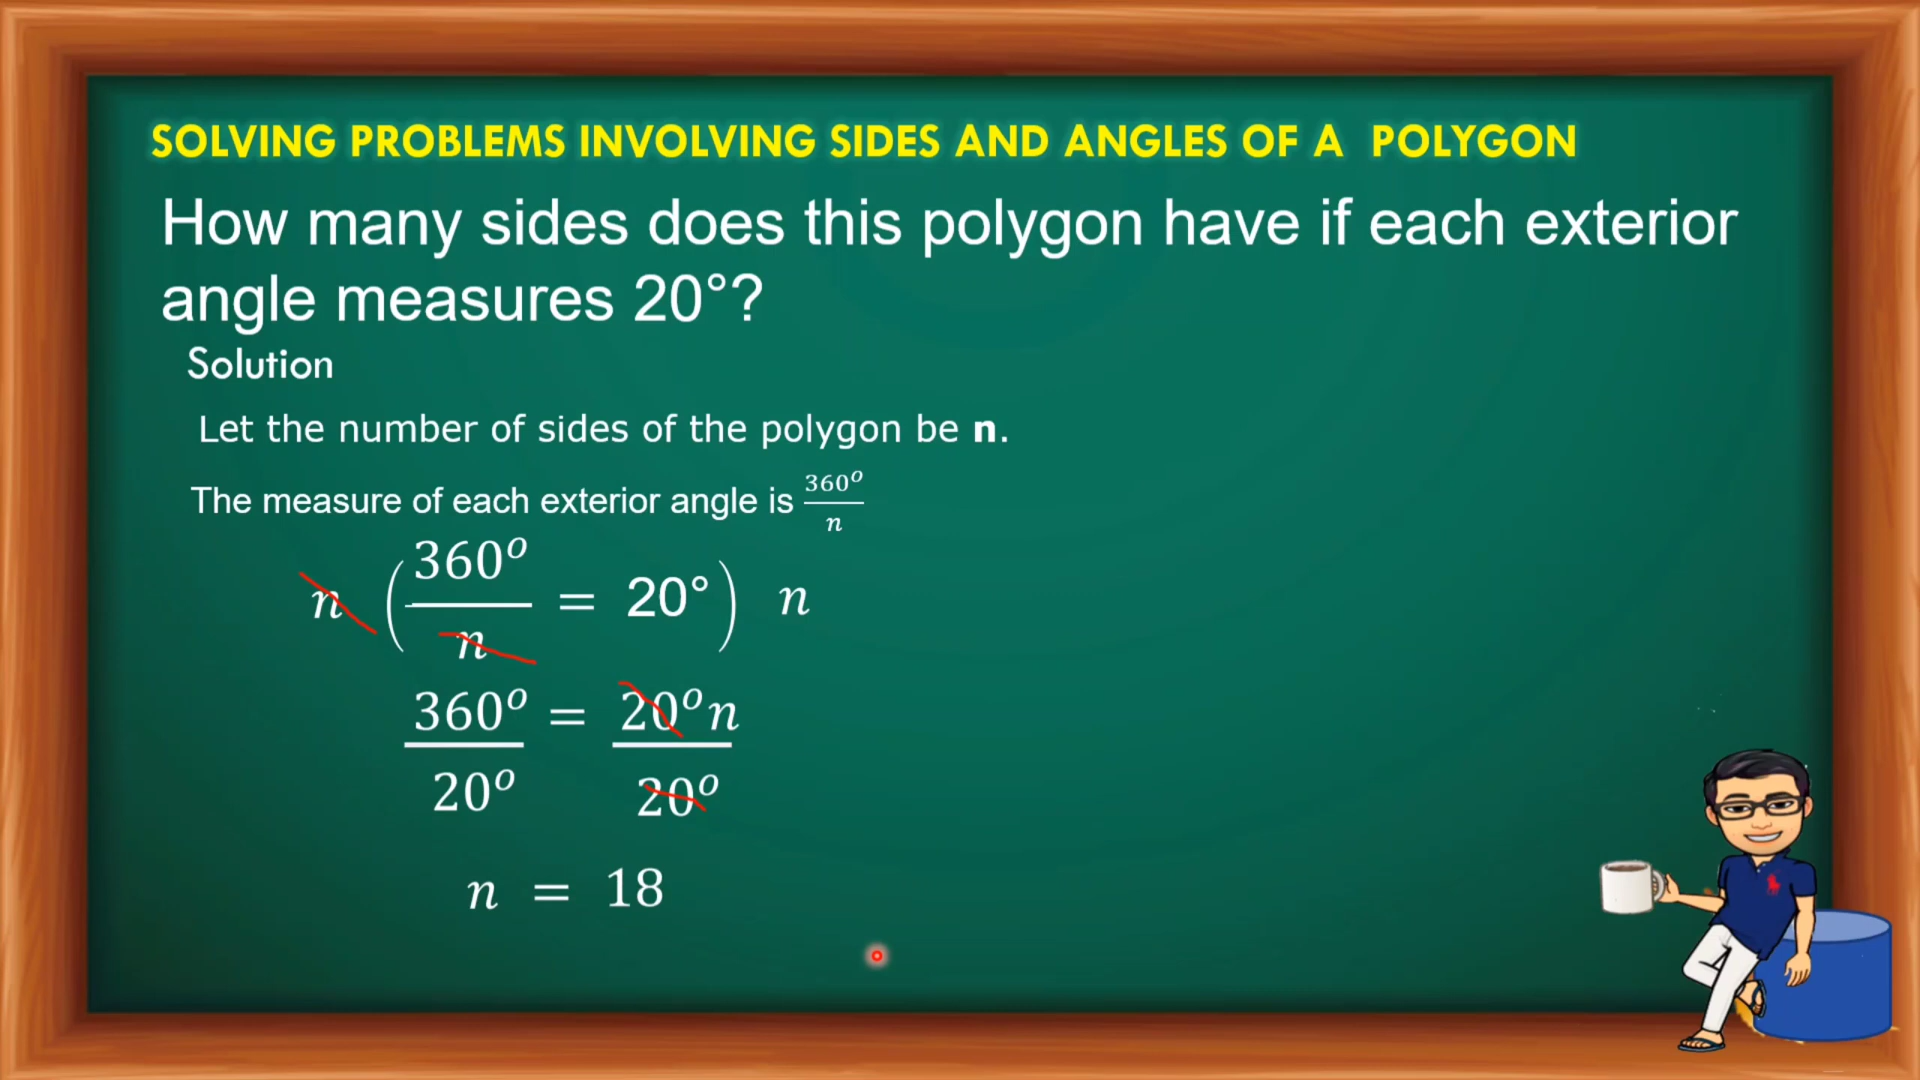 SOLVING PROBLEMS INVOLVING SIDES AND ANGLES OF A POLYGON
How many sides does this polygon have if each exterior
angle measures 20°?
Solution
Let the number of sides of the polygon be n.
The measure of each exterior angle is 360°/n
n (360°/n = 20°) n
360°/20° = 20°n/20°
n = 18